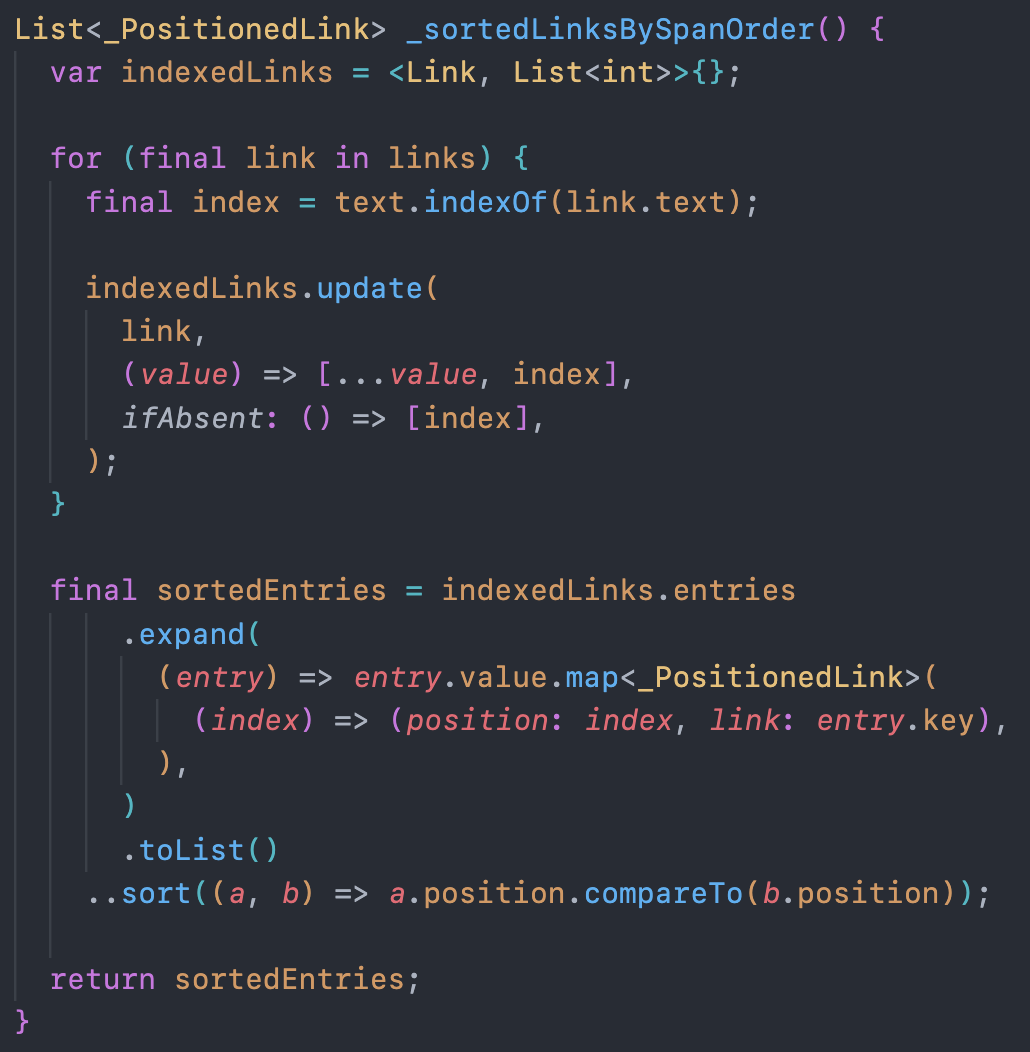 List<_PositionedLink> _sortedLinksBySpanOrder() {
  var indexedLinks = <Link, List<int>>{};

  for (final link in links) {
    final index = text.indexOf(link.text);

    indexedLinks.update(
      link,
      (value) => [...value, index],
      ifAbsent: () => [index],
    );
  }

  final sortedEntries = indexedLinks.entries
      .expand(
        (entry) => entry.value.map<_PositionedLink>(
          (index) => (position: index, link: entry.key),
        ),
      )
      .toList()
    ..sort((a, b) => a.position.compareTo(b.position));

  return sortedEntries;
}